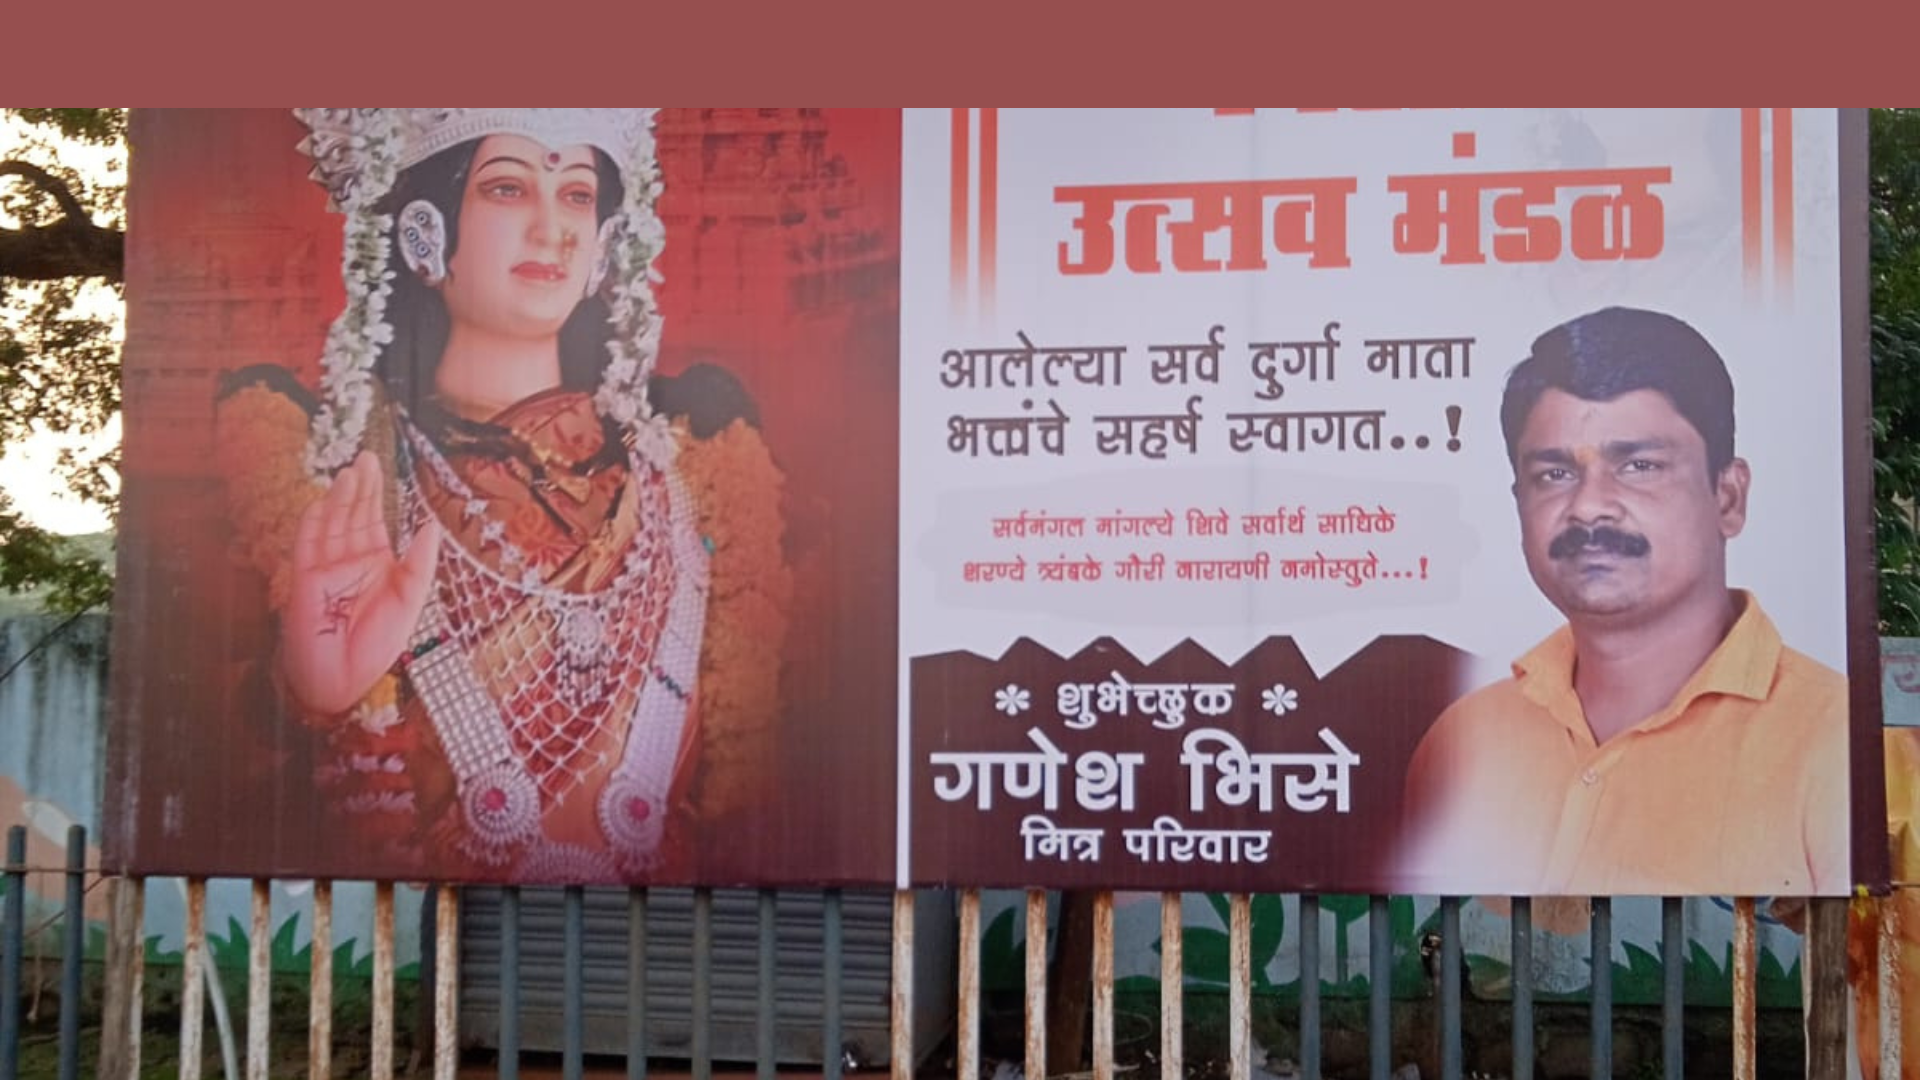 उत्सव मंडळ
आलेल्या सर्व दुर्गा माता
भक्तांचे सहर्ष स्वागत..!
सर्वमंगल मांगल्ये शिवे सर्वार्थ साधिके
शरण्ये त्र्यंबके गौरी नारायणी नमोस्तुते...!
* शुभेच्छुक *
गणेश भिसे
मित्र परिवार